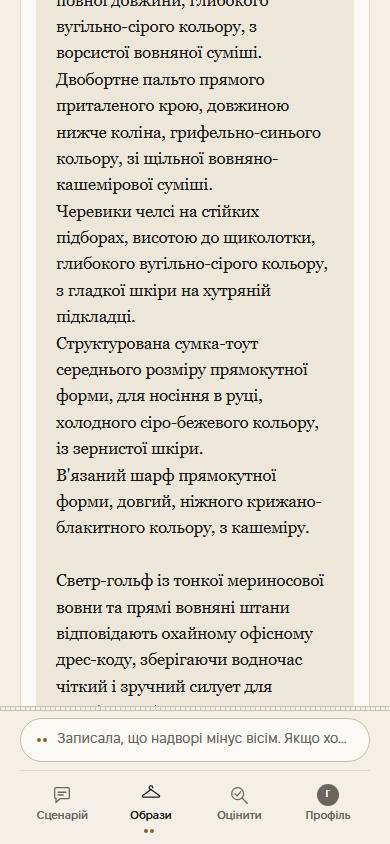 повної довжини, глибокого
вугільно-сірого кольору, з
ворсистої вовняної суміші.
Двобортне пальто прямого
приталеного крою, довжиною
нижче коліна, грифельно-синього
кольору, зі щільної вовняно-
кашемірової суміші.
Черевики челсі на стійких
підборах, висотою до щиколотки,
глибокого вугільно-сірого кольору,
з гладкої шкіри на хутряній
підкладці.
Структурована сумка-тоут
середнього розміру прямокутної
форми, для носіння в руці,
холодного сіро-бежевого кольору,
із зернистої шкіри.
В'язаний шарф прямокутної
форми, довгий, ніжного крижано-
блакитного кольору, з кашеміру.
Светр-гольф із тонкої мериносової
вовни та прямі вовняні штани
відповідають охайному офісному
дрес-коду, зберігаючи водночас
чіткий і зручний силует для
Записала, що надворі мінус вісім. Якщо хо...
Сценарій
Образи
Оцінити
Г
Профіль